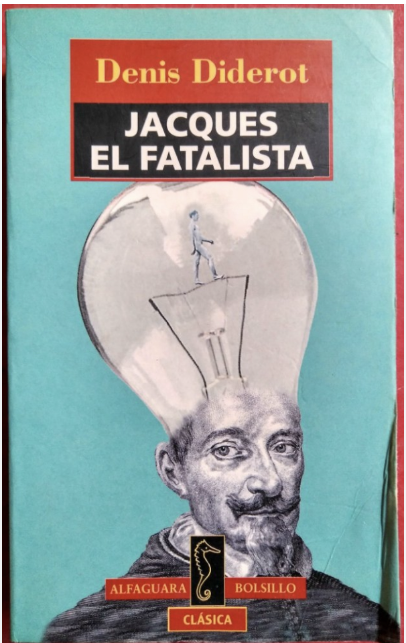 Denis Diderot
JACQUES
EL FATALISTA
ALFAGUARA BOLSILLO
CLÁSICA